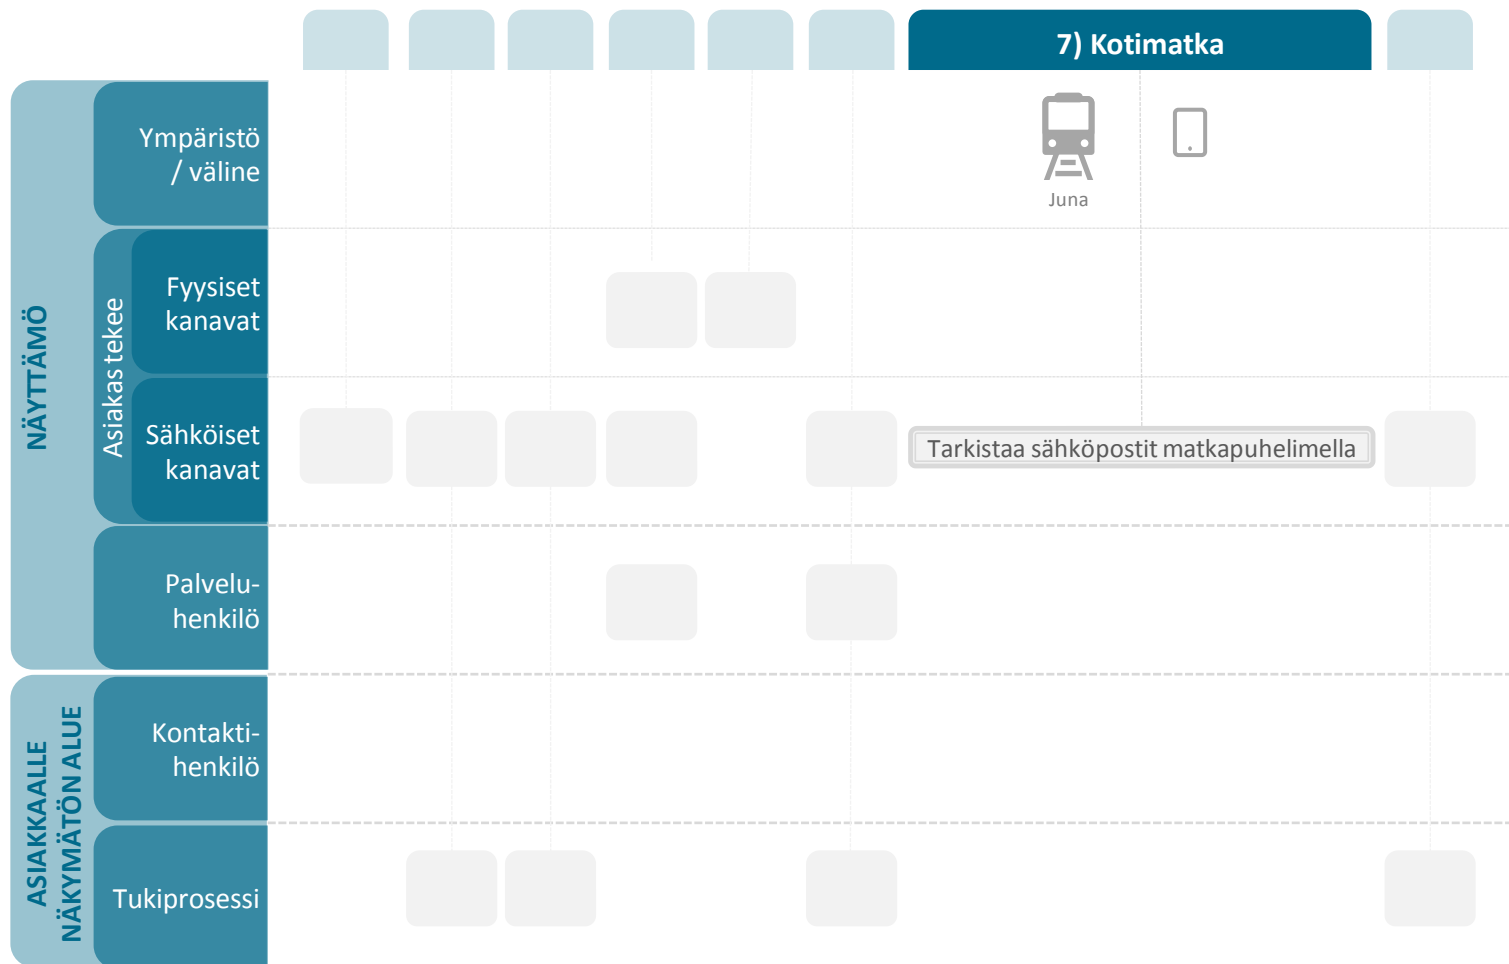 7) Kotimatka
NÄYTTÄMÖ
Ympäristö
/ väline
Juna
Asiakas tekee
Fyysiset
kanavat
Sähköiset
kanavat
Tarkistaa sähköpostit matkapuhelimella
Palvelu-
henkilö
ASIAKKAALLE
NÄKYMÄTÖN ALUE
Kontakti-
henkilö
Tukiprosessi